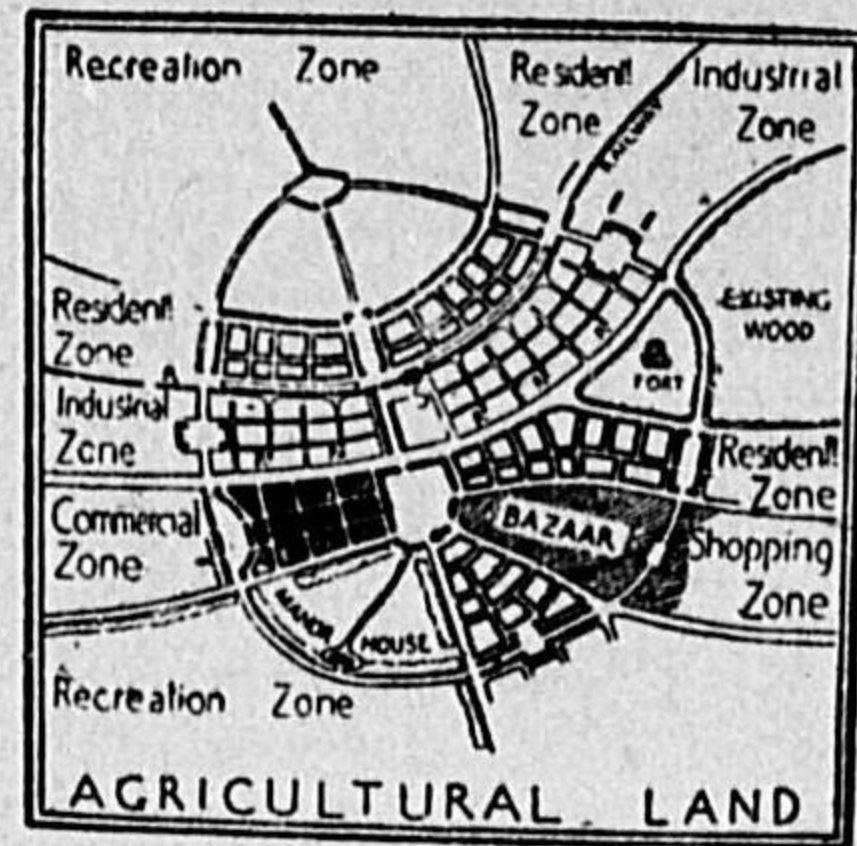 Recreation Zone
Resident!
Zone
Industrial
Zone
RAILWAY
Resident!
Zone
EXISTING
WOOD
FORT
Industrial
Zone
Resident!
Zone
Commercial
Zone
BAZAAR
Shopping
Zone
MANOR
HOUSE
Recreation Zone
AGRICULTURAL LAND